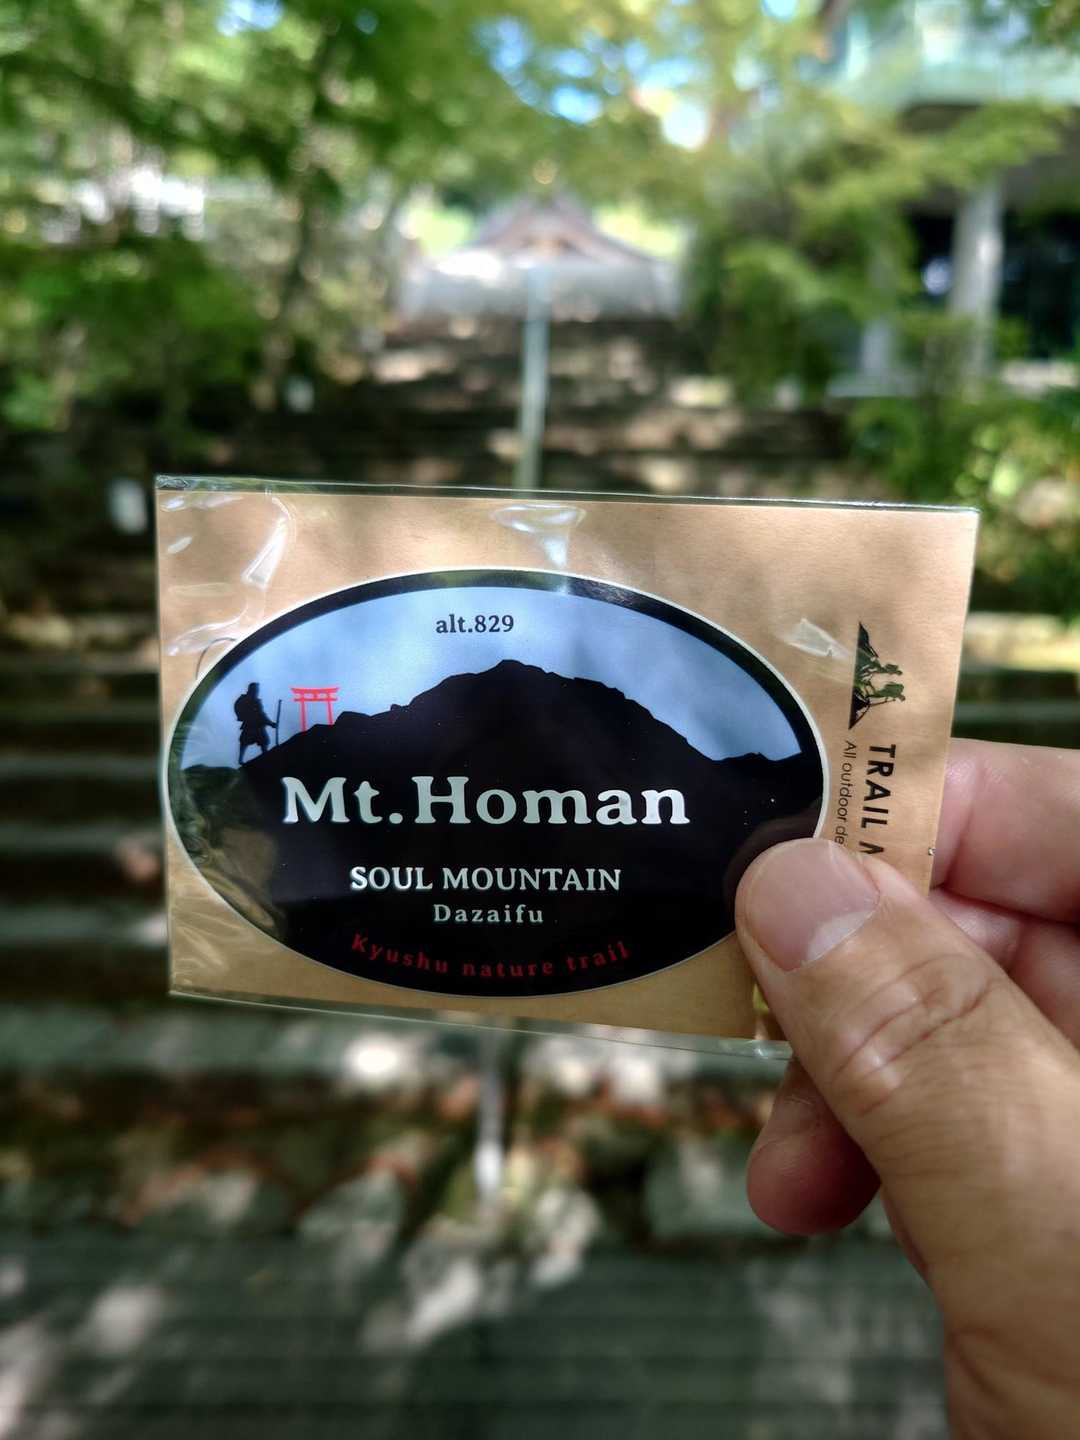 alt.829
Mt.Homan
SOUL MOUNTAIN
Dazaifu
Kyushu nature trail
TRAIL
All outdoor